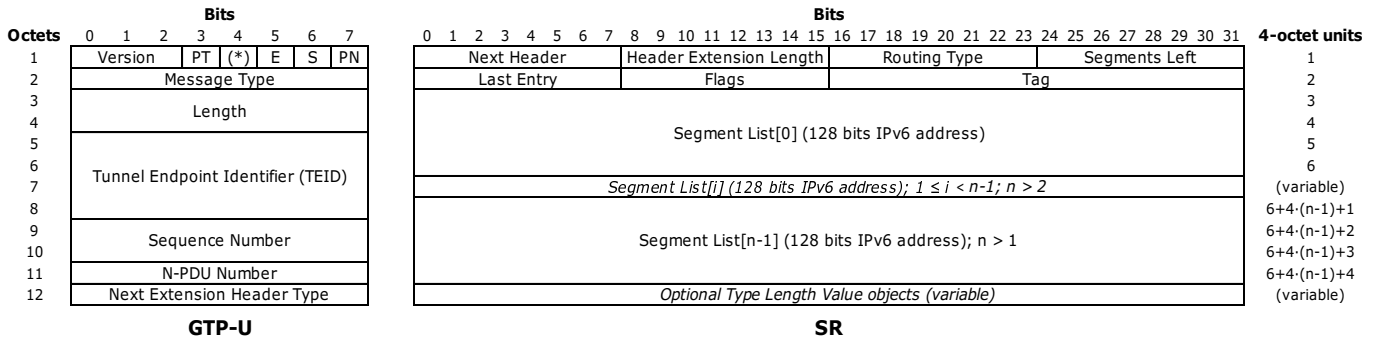 Bits Bits
Octets 0 1 2 3 4 5 6 7 0 1 2 3 4 5 6 7 8 9 10 11 12 13 14 15 16 17 18 19 20 21 22 23 24 25 26 27 28 29 30 31 4-octet units
1 Version PT (*) E S PN Next Header Header Extension Length Routing Type Segments Left 1
2 Message Type Last Entry Flags Tag 2
3 3
Length
4 4
Segment List[0] (128 bits IPv6 address)
5 5
6 6
Tunnel Endpoint Identifier (TEID)
7 Segment List[i] (128 bits IPv6 address); 1 ≤ i < n-1; n > 2 (variable)
8 6+4·(n-1)+1
9 6+4·(n-1)+2
Sequence Number Segment List[n-1] (128 bits IPv6 address); n > 1
10 6+4·(n-1)+3
11 N-PDU Number 6+4·(n-1)+4
12 Next Extension Header Type Optional Type Length Value objects (variable) (variable)
GTP-U SR